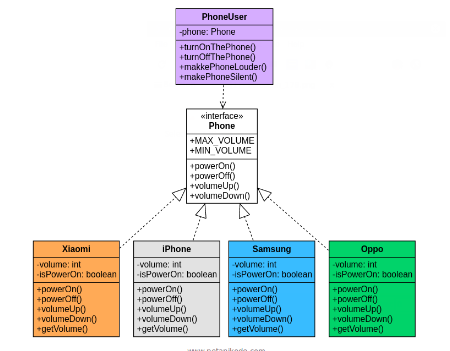 PhoneUser
-phone: Phone
+turnOnThePhone()
+turnOffThePhone()
+makkePhoneLouder()
+makePhoneSilent()
«interface»
Phone
+MAX_VOLUME
+MIN_VOLUME
+powerOn()
+powerOff()
+volumeUp()
+volumeDown()
Xiaomi
-volume: int
-isPowerOn: boolean
+powerOn()
+powerOff()
+volumeUp()
+volumeDown()
+getVolume()
iPhone
-volume: int
-isPowerOn: boolean
+powerOn()
+powerOff()
+volumeUp()
+volumeDown()
+getVolume()
Samsung
-volume: int
-isPowerOn: boolean
+powerOn()
+powerOff()
+volumeUp()
+volumeDown()
+getVolume()
Oppo
-volume: int
-isPowerOn: boolean
+powerOn()
+powerOff()
+volumeUp()
+volumeDown()
+getVolume()